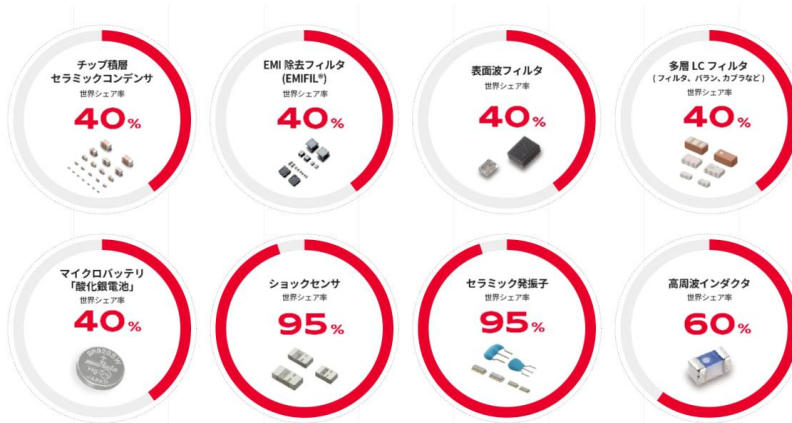 チップ積層
セラミックコンデンサ
世界シェア率
40%
EMI 除去フィルタ
(EMIFIL®)
世界シェア率
40%
表面波フィルタ
世界シェア率
40%
多層 LC フィルタ
( フィルタ、バラン、カプラなど )
世界シェア率
40%
マイクロバッテリ
「酸化銀電池」
世界シェア率
40%
ショックセンサ
世界シェア率
95%
セラミック発振子
世界シェア率
95%
高周波インダクタ
世界シェア率
60%